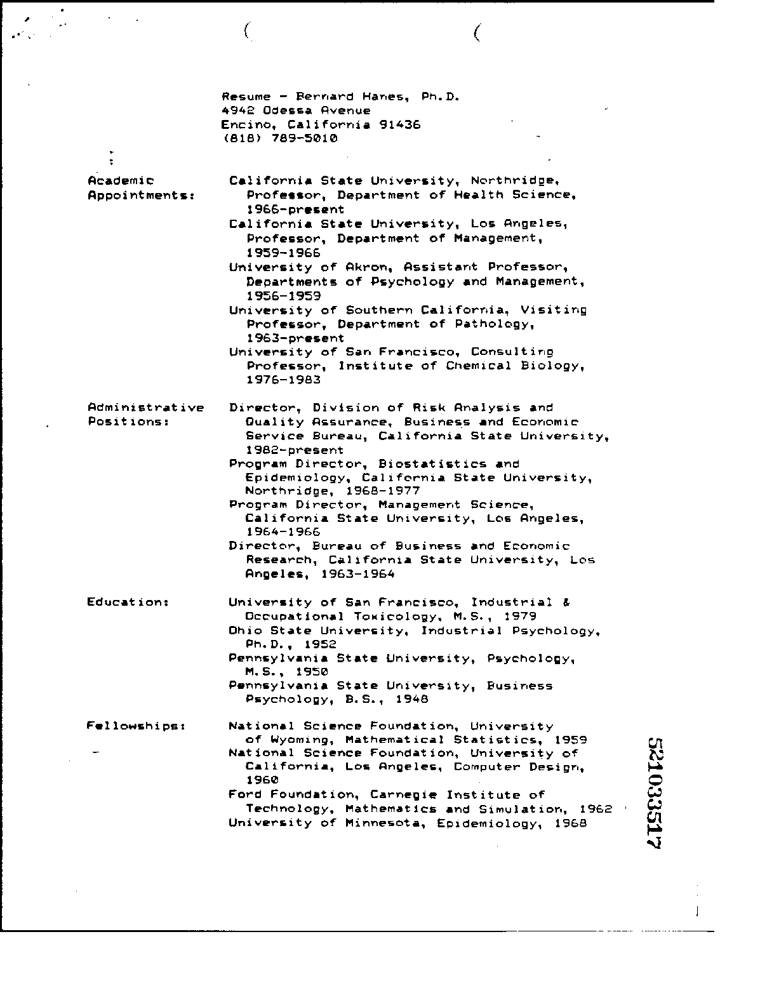 Resume - Bernard Hanes, Ph.D.
4942 Odessa Avenue
Encino, California 91436
(818) 789-5010
Academic Appointments:
California State University, Northridge,
Professor, Department of Health Science,
1966-present
California State University, Los Angeles,
Professor, Department of Management,
1959-1966
University of Akron, Assistant Professor,
Departments of Psychology and Management,
1956-1959
University of Southern California, Visiting
Professor, Department of Pathology,
1963-present
University of San Francisco, Consulting
Professor, Institute of Chemical Biology,
1976-1983
Administrative Positions:
Director, Division of Risk Analysis and
Quality Assurance, Business and Economic
Service Bureau, California State University,
1982-present
Program Director, Biostatistics and
Epidemiology, California State University,
Northridge, 1968-1977
Program Director, Management Science,
California State University, Los Angeles,
1964-1966
Director, Bureau of Business and Economic
Research, California State University, Los
Angeles, 1963-1964
Education:
University of San Francisco, Industrial &
Occupational Toxicology, M.S., 1979
Ohio State University, Industrial Psychology,
Ph.D., 1952
Pennsylvania State University, Psychology,
M.S., 1950
Pennsylvania State University, Business
Psychology, B.S., 1948
Fellowships:
National Science Foundation, University
of Wyoming, Mathematical Statistics, 1959
National Science Foundation, University of
California, Los Angeles, Computer Design,
1960
Ford Foundation, Carnegie Institute of
Technology, Mathematics and Simulation, 1962
University of Minnesota, Epidemiology, 1968
521033517